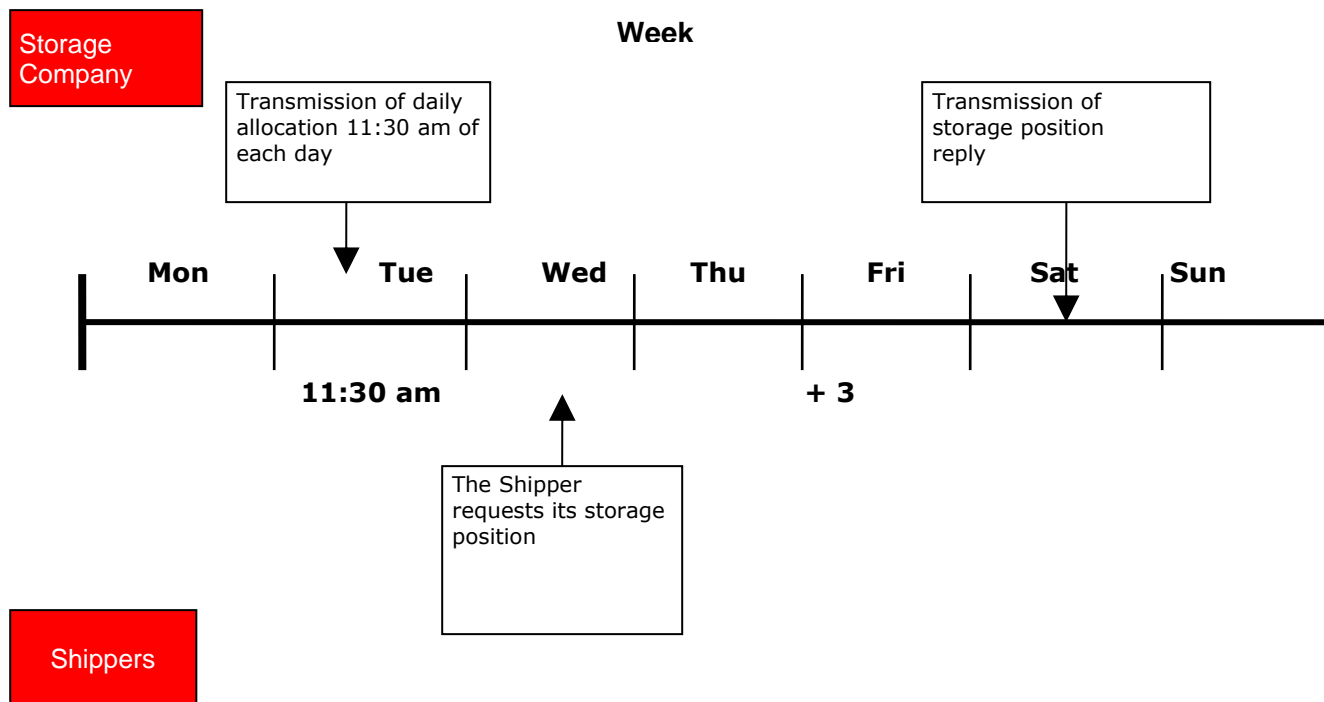 Storage
Company
Week
Transmission of daily
allocation 11:30 am of
each day
Transmission of
storage position
reply
Mon
Tue
Wed
Thu
Fri
Sat
Sun
11:30 am
+ 3
The Shipper
requests its storage
position
Shippers